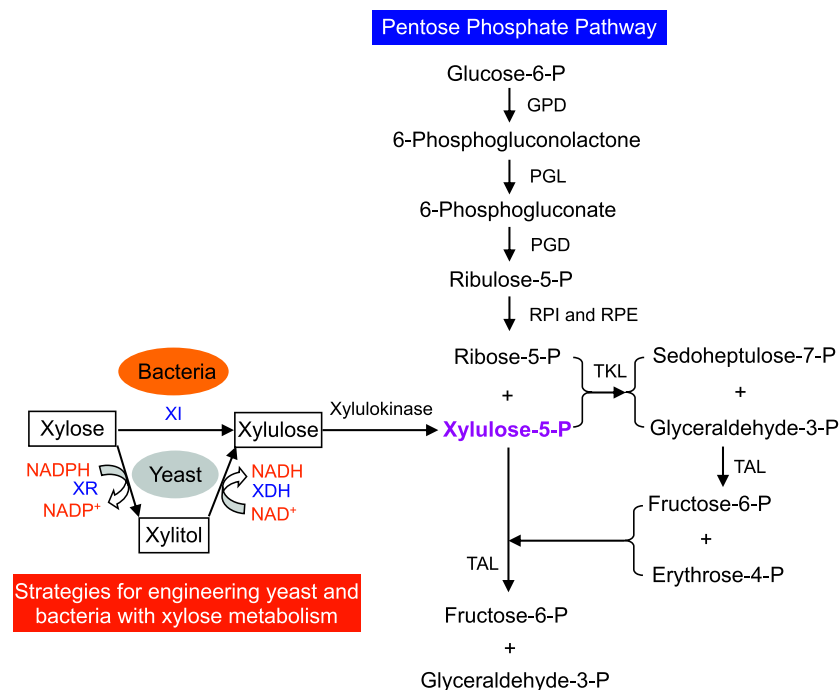 Pentose Phosphate Pathway
Glucose-6-P
GPD
6-Phosphogluconolactone
PGL
6-Phosphogluconate
PGD
Ribulose-5-P
RPI and RPE
Ribose-5-P
+
Xylulose-5-P
TKL
Sedoheptulose-7-P
+
Glyceraldehyde-3-P
TAL
Fructose-6-P
+
Erythrose-4-P
TAL
Fructose-6-P
+
Glyceraldehyde-3-P
Bacteria
XI
Xylose
Xylulose
Xylulokinase
Yeast
NADPH
XR
NADP⁺
NADH
XDH
NAD⁺
Xylitol
Strategies for engineering yeast and
bacteria with xylose metabolism